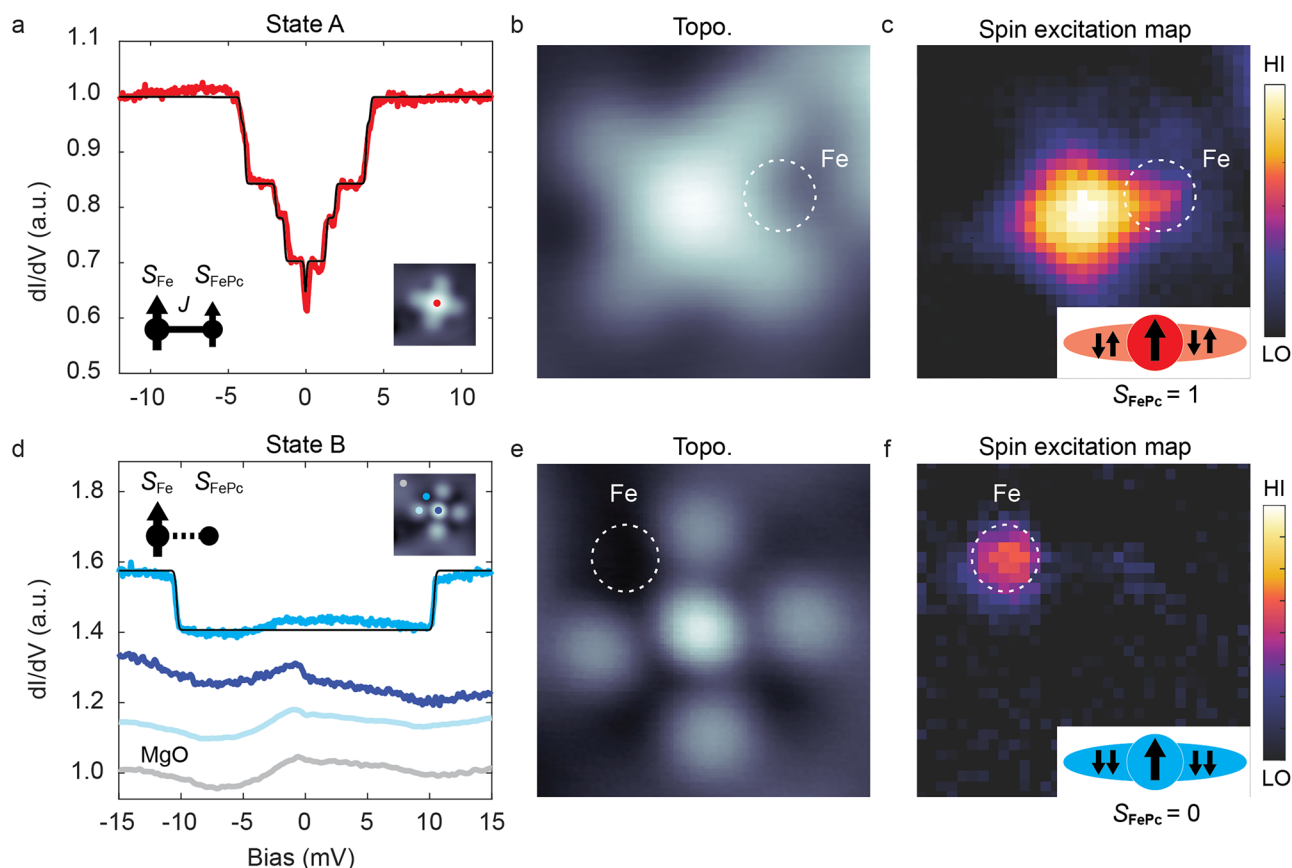 a
State A
dI/dV (a.u.)
1.1
1.0
0.9
0.8
0.7
0.6
0.5
-10
-5
0
5
10
SFe
J
SFePc
b
Topo.
Fe
c
Spin excitation map
Fe
HI
LO
SFePc = 1
d
State B
dI/dV (a.u.)
1.8
1.6
1.4
1.2
1.0
SFe
SFePc
MgO
-15
-10
-5
0
5
10
15
Bias (mV)
e
Topo.
Fe
f
Spin excitation map
Fe
HI
LO
SFePc = 0